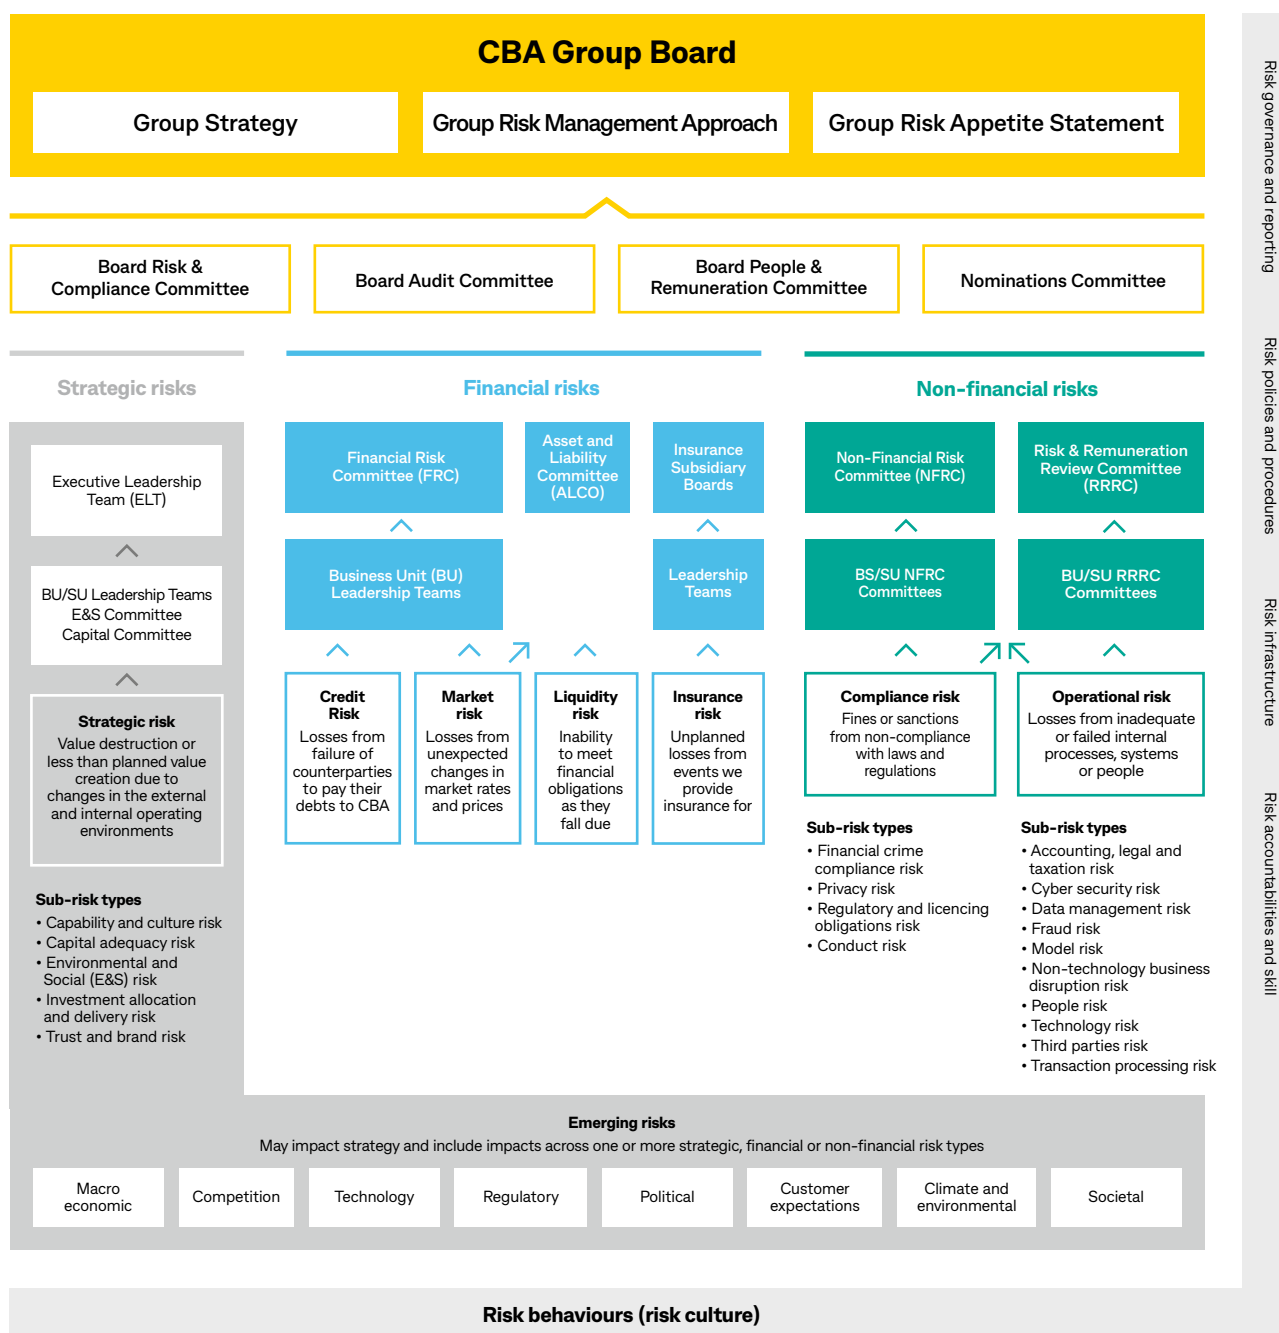 CBA Group Board
Group Strategy
Group Risk Management Approach
Group Risk Appetite Statement
Board Risk &
Compliance Committee
Board Audit Committee
Board People &
Remuneration Committee
Nominations Committee
Strategic risks
Executive Leadership
Team (ELT)
BU/SU Leadership Teams
E&S Committee
Capital Committee
Strategic risk
Value destruction or
less than planned value
creation due to
changes in the external
and internal operating
environments
Sub-risk types
• Capability and culture risk
• Capital adequacy risk
• Environmental and
Social (E&S) risk
• Investment allocation
and delivery risk
• Trust and brand risk
Financial risks
Financial Risk
Committee (FRC)
Asset and
Liability
Committee
(ALCO)
Insurance
Subsidiary
Boards
Business Unit (BU)
Leadership Teams
Leadership
Teams
Credit
Risk
Losses from
failure of
counterparties
to pay their
debts to CBA
Market
risk
Losses from
unexpected
changes in
market rates
and prices
Liquidity
risk
Inability
to meet
financial
obligations
as they
fall due
Insurance
risk
Unplanned
losses from
events we
provide
insurance for
Non-financial risks
Non-Financial Risk
Committee (NFRC)
Risk & Remuneration
Review Committee
(RRRC)
BS/SU NFRC
Committees
BU/SU RRRC
Committees
Compliance risk
Fines or sanctions
from non-compliance
with laws and
regulations
Sub-risk types
• Financial crime
compliance risk
• Privacy risk
• Regulatory and licencing
obligations risk
• Conduct risk
Operational risk
Losses from inadequate
or failed internal
processes, systems
or people
Sub-risk types
• Accounting, legal and
taxation risk
• Cyber security risk
• Data management risk
• Fraud risk
• Model risk
• Non-technology business
disruption risk
• People risk
• Technology risk
• Third parties risk
• Transaction processing risk
Emerging risks
May impact strategy and include impacts across one or more strategic, financial or non-financial risk types
Macro
economic
Competition
Technology
Regulatory
Political
Customer
expectations
Climate and
environmental
Societal
Risk behaviours (risk culture)
Risk governance and reporting
Risk policies and procedures
Risk infrastructure
Risk accountabilities and skill